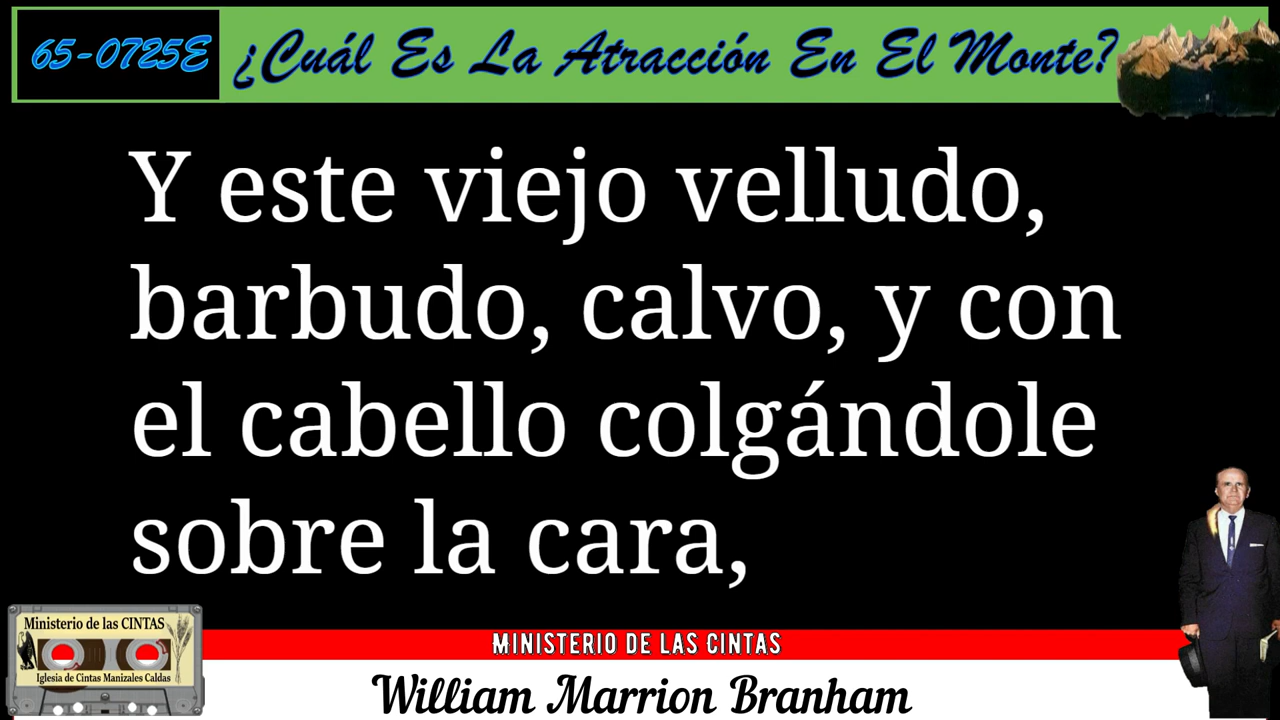 65-0725E ¿Cuál Es La Atracción En El Monte?
Y este viejo velludo,
barbudo, calvo, y con
el cabello colgándole
sobre la cara,
Ministerio de las CINTAS
Iglesia de Cintas Manizales Caldas
MINISTERIO DE LAS CINTAS
William Marrion Branham